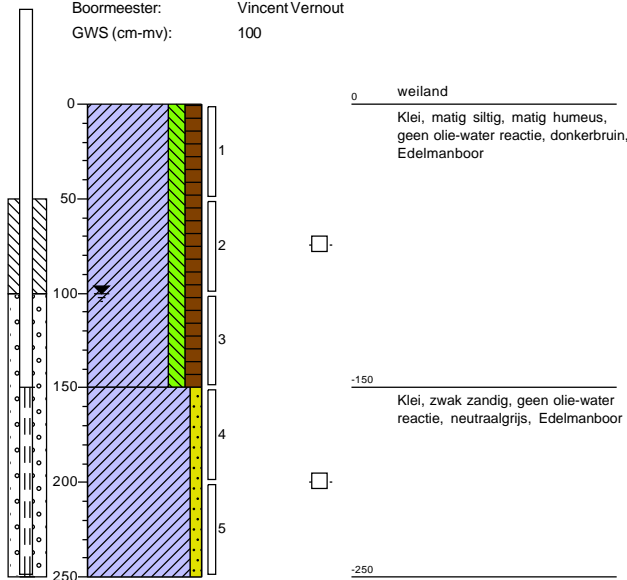 Boormeester: Vincent Vernout
GWS (cm-mv): 100
0
50
100
150
200
250
1
2
3
4
5
0 weiland
Klei, matig siltig, matig humeus,
geen olie-water reactie, donkerbruin,
Edelmanboor
-150
Klei, zwak zandig, geen olie-water
reactie, neutraalgrijs, Edelmanboor
-250